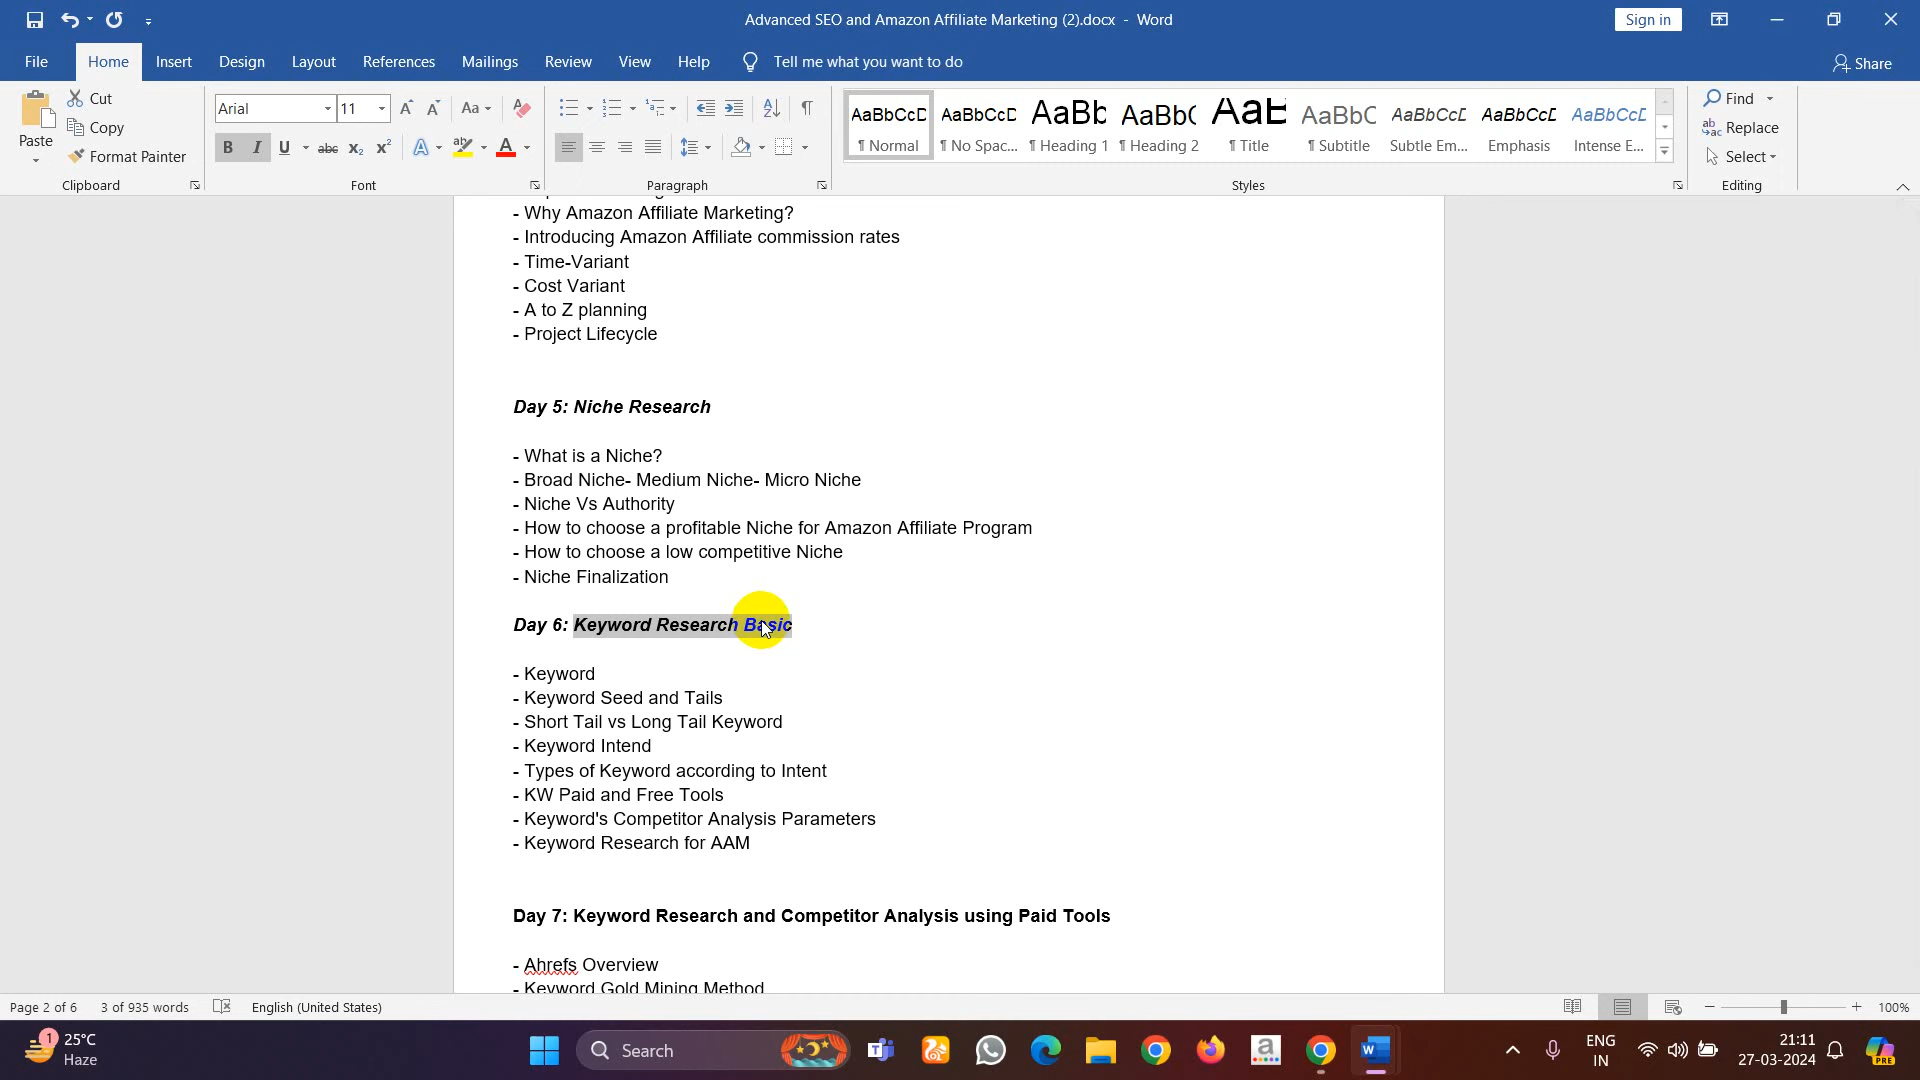 Advanced SEO and Amazon Affiliate Marketing (2).docx - Word
Sign in
File Home Insert Design Layout References Mailings Review View Help Tell me what you want to do Share
Paste
Cut
Copy
Format Painter
Clipboard
Arial 11
Font
Paragraph
AaBbCcD AaBbCcD AaBb AaBb AaB AaBbC AaBbCcD AaBbCcD AaBbCcD
¶ Normal ¶ No Spac... ¶ Heading 1 ¶ Heading 2 ¶ Title ¶ Subtitle Subtle Em... Emphasis Intense E...
Styles
Find
Replace
Select
Editing
- Why Amazon Affiliate Marketing?
- Introducing Amazon Affiliate commission rates
- Time-Variant
- Cost Variant
- A to Z planning
- Project Lifecycle
Day 5: Niche Research
- What is a Niche?
- Broad Niche- Medium Niche- Micro Niche
- Niche Vs Authority
- How to choose a profitable Niche for Amazon Affiliate Program
- How to choose a low competitive Niche
- Niche Finalization
Day 6: Keyword Research Basic
- Keyword
- Keyword Seed and Tails
- Short Tail vs Long Tail Keyword
- Keyword Intend
- Types of Keyword according to Intent
- KW Paid and Free Tools
- Keyword's Competitor Analysis Parameters
- Keyword Research for AAM
Day 7: Keyword Research and Competitor Analysis using Paid Tools
- Ahrefs Overview
- Keyword Gold Mining Method
Page 2 of 6 3 of 935 words English (United States) 100%
1 25°C
Haze
Search
ENG
IN
21:11
27-03-2024